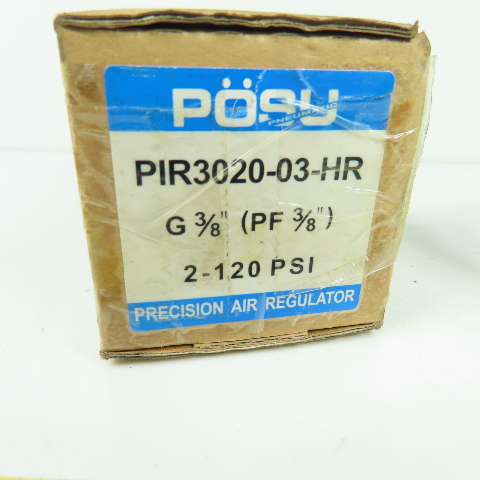 PÖSU
PNEUMATIC
PIR3020-03-HR
G 3/8" (PF 3/8")
2-120 PSI
PRECISION AIR REGULATOR